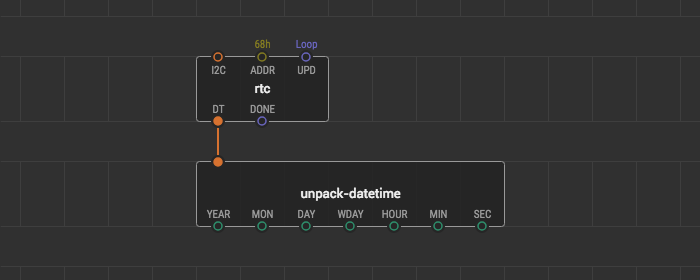 68h Loop
I2C ADDR UPD
rtc
DT DONE
unpack-datetime
YEAR MON DAY WDAY HOUR MIN SEC